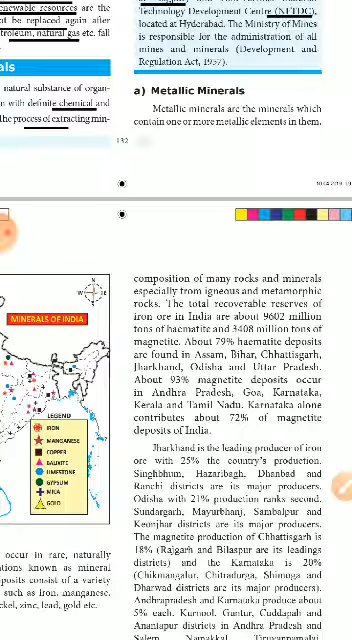 enewable resources are the
ot be replaced again after
troleum, natural gas etc. fall
als
natural substance of organ-
n with definite chemical and
he process of extracting min-
Technology Development Centre (NFTDC),
located at Hyderabad. The Ministry of Mines
is responsible for the administration of all
mines and minerals (Development and
Regulation Act, 1957).
a) Metallic Minerals
Metallic minerals are the minerals which
contain one or more metallic elements in them.
132
N
W
E
S
MINERALS OF INDIA
LEGEND
IRON
MANGANESE
COPPER
BAUXITE
LIMESTONE
GYPSUM
MICA
GOLD
occur in rare, naturally
ations known as mineral
posits consist of a variety
such as iron, manganese,
ckel, zinc, lead, gold etc.
composition of many rocks and minerals
especially from igneous and metamorphic
rocks. The total recoverable reserves of
iron ore in India are about 9602 million
tons of haematite and 3408 million tons of
magnetite. About 79% haematite deposits
are found in Assam, Bihar, Chhattisgarh,
Jharkhand, Odisha and Uttar Pradesh.
About 93% magnetite deposits occur
in Andhra Pradesh, Goa, Karnataka,
Kerala and Tamil Nadu. Karnataka alone
contributes about 72% of magnetite
deposits of India.
Jharkhand is the leading producer of iron
ore with 25% the country's production.
Singhbhum, Hazaribagh, Dhanbad and
Ranchi districts are its major producers.
Odisha with 21% production ranks second.
Sundargarh, Mayurbhanj, Sambalpur and
Keonjhar districts are its major producers.
The magnetite production of Chhattisgarh is
18% (Rajgarh and Bilaspur are its leadings
districts) and the Karnataka is 20%
(Chikmangalur, Chitradurga, Shimoga and
Dharwad districts are its major producers).
Andhrapradesh and Karnataka produce about
5% each. Kurnool, Guntur, Cuddapah and
Anantapur districts in Andhra Pradesh and
Salem, Namakkal, Tiruvannamalai,